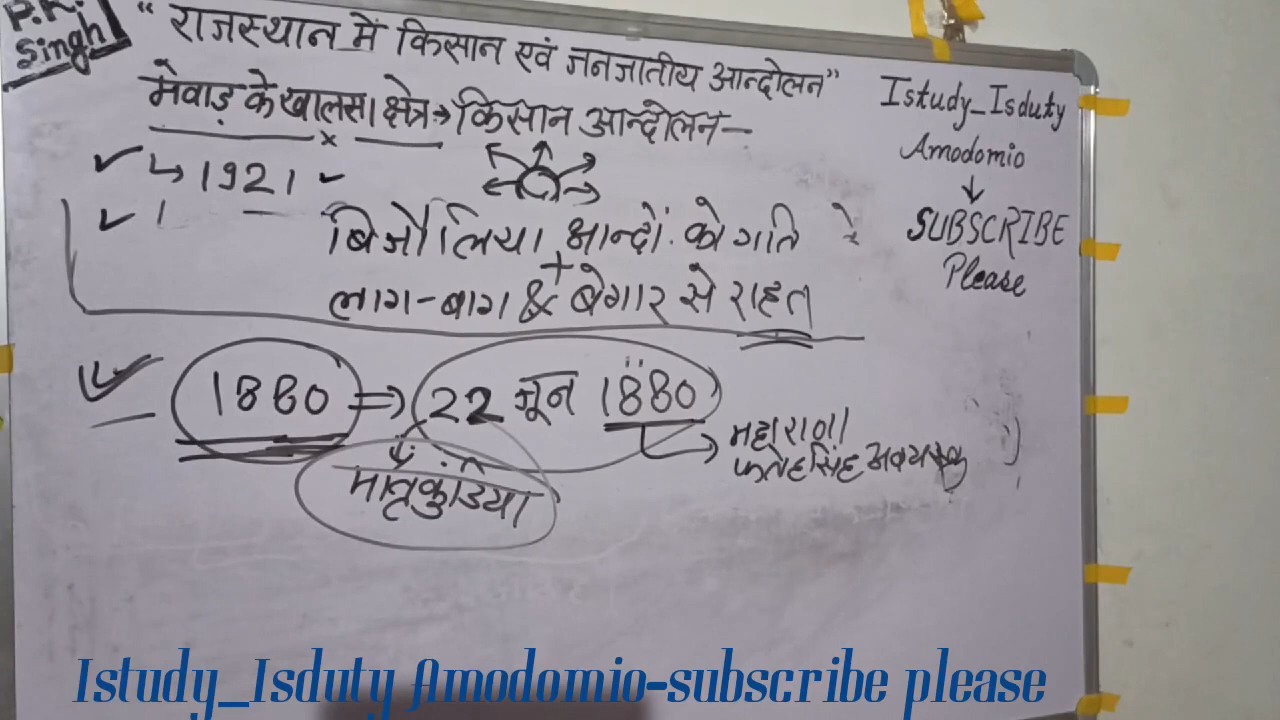 P.K.
Singh
“राजस्थान में किसान एवं जनजातीय आन्दोलन”
मेवाड़ के खालसा क्षेत्र → किसान आन्दोलन —
↳ 1921
बिजौलिया आन्दो. को गति
+
लाग-बाग & बेगार से राहत
1880 ⇒ 22 जून 1880
महाराणा
फतेहसिंह अवयस्क
मातृकुंडिया
Istudy_Isduty
Amodomio
↓
SUBSCRIBE
Please
Istudy_Isduty Amodomio-subscribe please